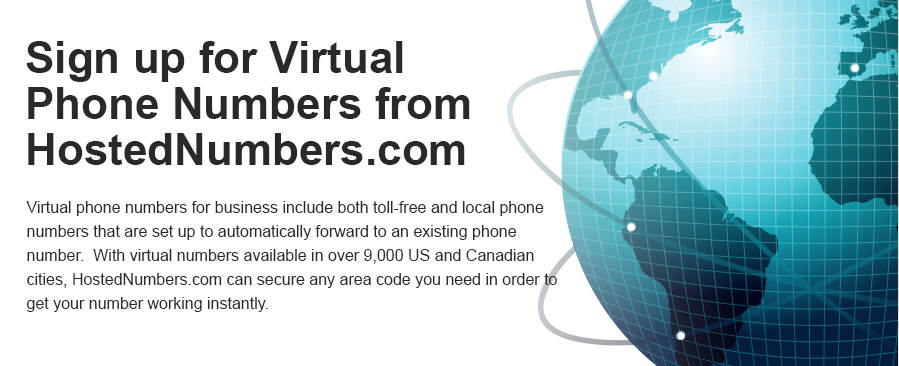 Sign up for Virtual
Phone Numbers from
HostedNumbers.com
Virtual phone numbers for business include both toll-free and local phone
numbers that are set up to automatically forward to an existing phone
number.  With virtual numbers available in over 9,000 US and Canadian
cities, HostedNumbers.com can secure any area code you need in order to
get your number working instantly.